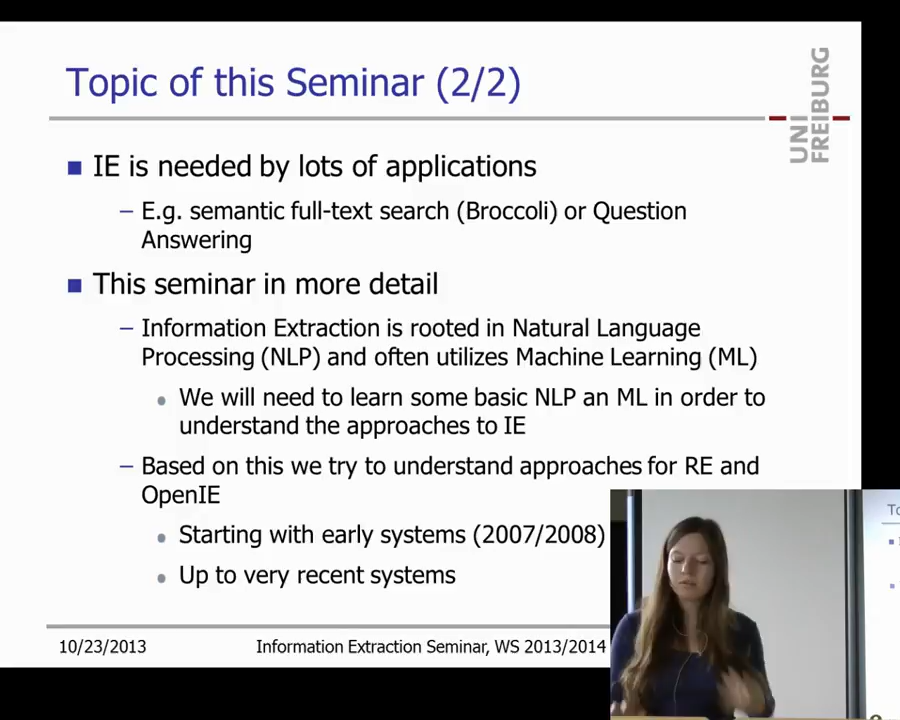 Topic of this Seminar (2/2)
UNI
FREIBURG
■ IE is needed by lots of applications
– E.g. semantic full-text search (Broccoli) or Question
Answering
■ This seminar in more detail
– Information Extraction is rooted in Natural Language
Processing (NLP) and often utilizes Machine Learning (ML)
• We will need to learn some basic NLP an ML in order to
understand the approaches to IE
– Based on this we try to understand approaches for RE and
OpenIE
• Starting with early systems (2007/2008)
• Up to very recent systems
10/23/2013
Information Extraction Seminar, WS 2013/2014